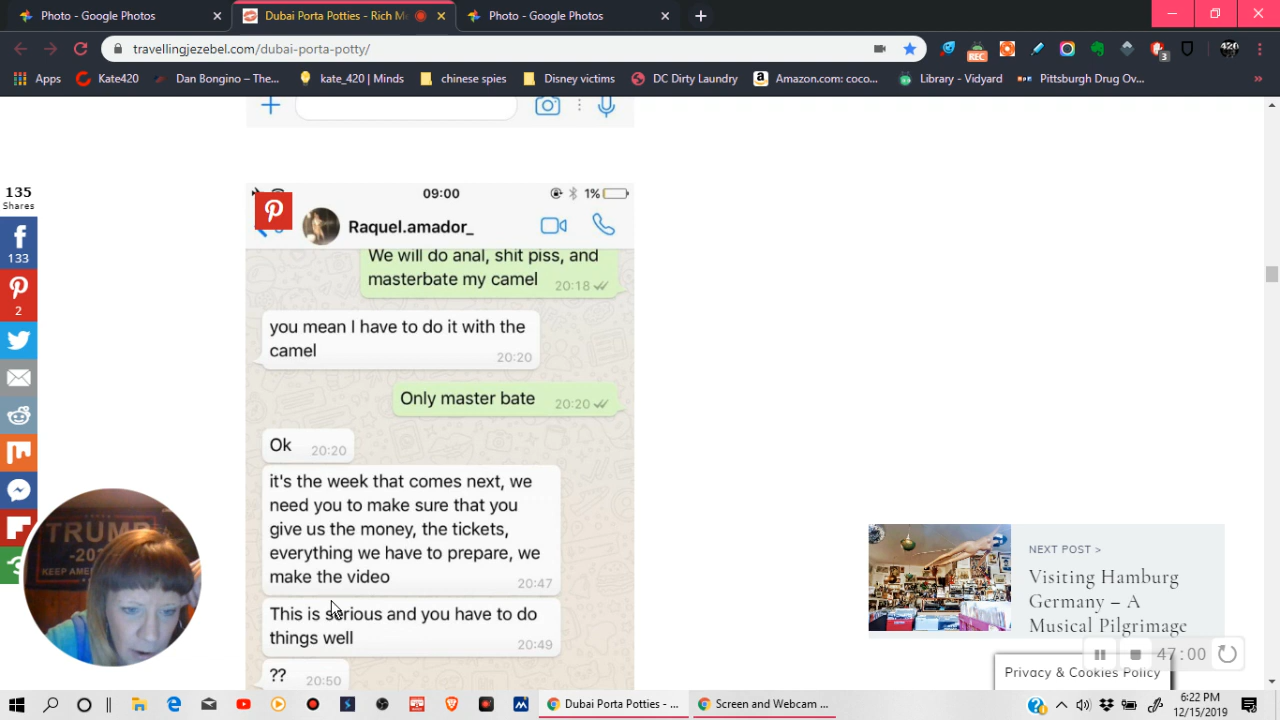 Photo - Google Photos
Dubai Porta Potties - Rich M
Photo - Google Photos
travellingjezebel.com/dubai-porta-potty/
REC
3
420
Apps
Kate420
Dan Bongino – The...
kate_420 | Minds
chinese spies
Disney victims
DC Dirty Laundry
Amazon.com: coco...
Library - Vidyard
Pittsburgh Drug Ov...
135
Shares
133
2
09:00
1%
Raquel.amador_
We will do anal, shit piss, and
masterbate my camel
20:18
you mean I have to do it with the
camel
20:20
Only master bate
20:20
Ok
20:20
it's the week that comes next, we
need you to make sure that you
give us the money, the tickets,
everything we have to prepare, we
make the video
20:47
This is serious and you have to do
things well
20:49
??
20:50
TRUMP
KEEP AME
NEXT POST >
Visiting Hamburg
Germany – A
Musical Pilgrimage
47:00
Privacy & Cookies Policy
Dubai Porta Potties - ...
Screen and Webcam ...
6:22 PM
12/15/2019